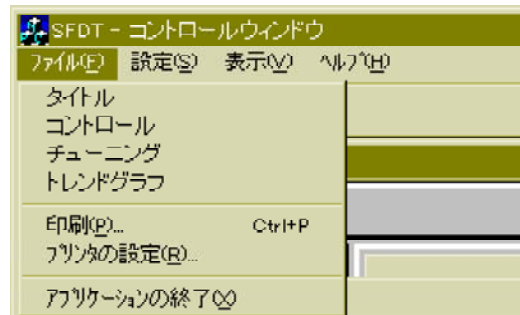 SFDT - コントロールウィンドウ
ファイル(F) 設定(S) 表示(V) ヘルプ(H)
タイトル
コントロール
チューニング
トレンドグラフ
印刷(P)... Ctrl+P
プリンタの設定(R)...
アプリケーションの終了(X)